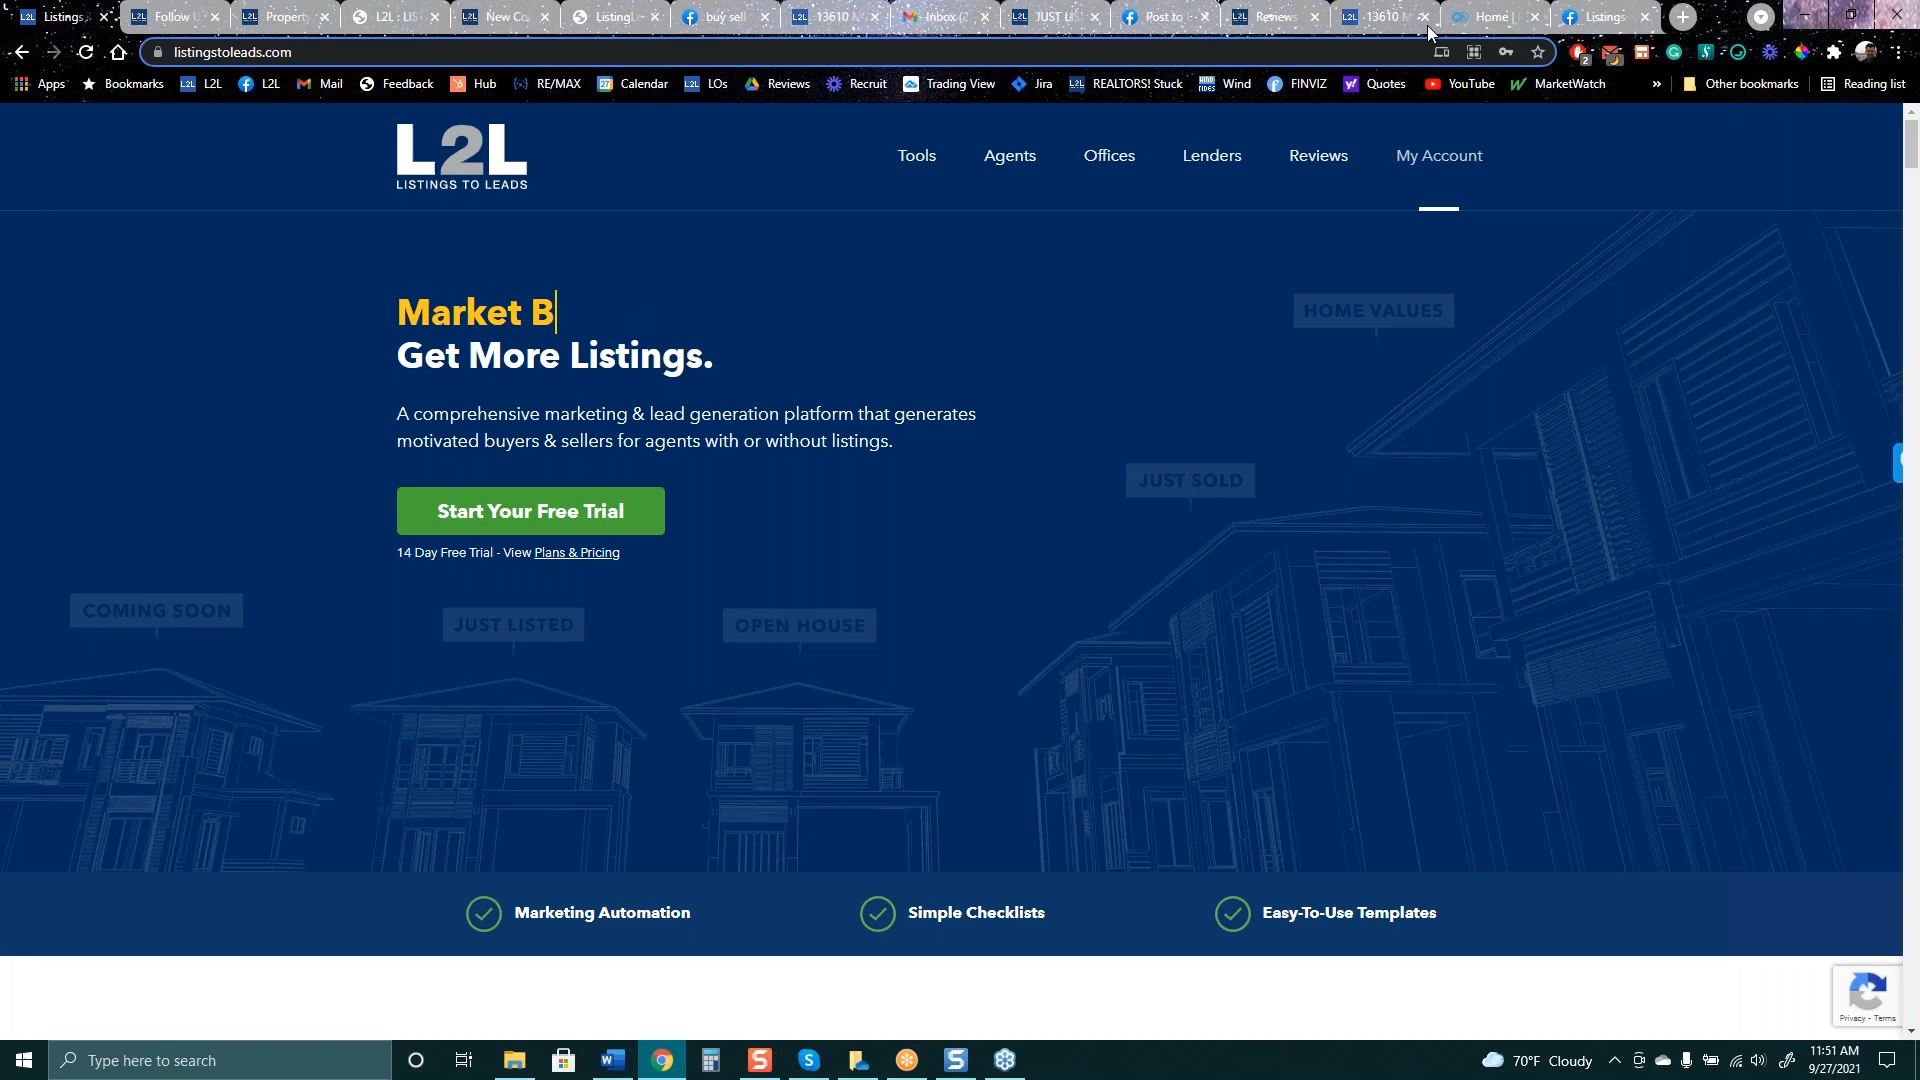 Listings
Follow
Property
L2L : LIS
New Co
ListingLe
buy sell
13610
Inbox (2
JUST LIS
Post to
Reviews
13610
Home |
Listings
listingstoleads.com
2
Apps
Bookmarks
L2L
L2L
Mail
Feedback
Hub
RE/MAX
Calendar
LOs
Reviews
Recruit
Trading View
Jira
REALTORS! Stuck
Wind
FINVIZ
Quotes
YouTube
MarketWatch
»
Other bookmarks
Reading list
L2L
LISTINGS TO LEADS
Tools
Agents
Offices
Lenders
Reviews
My Account
Market B
Get More Listings.
A comprehensive marketing & lead generation platform that generates
motivated buyers & sellers for agents with or without listings.
Start Your Free Trial
14 Day Free Trial - View Plans & Pricing
HOME VALUES
JUST SOLD
COMING SOON
JUST LISTED
OPEN HOUSE
Marketing Automation
Simple Checklists
Easy-To-Use Templates
Privacy - Terms
Type here to search
70°F Cloudy
11:51 AM
9/27/2021